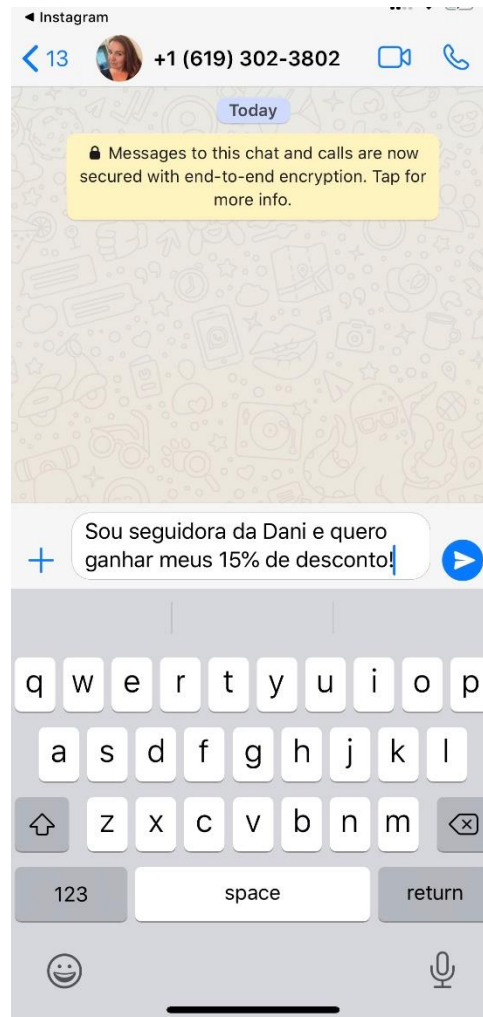 ◀ Instagram
13 +1 (619) 302-3802
Today
Messages to this chat and calls are now
secured with end-to-end encryption. Tap for
more info.
Sou seguidora da Dani e quero
ganhar meus 15% de desconto!
q w e r t y u i o p
a s d f g h j k l
z x c v b n m
123 space return